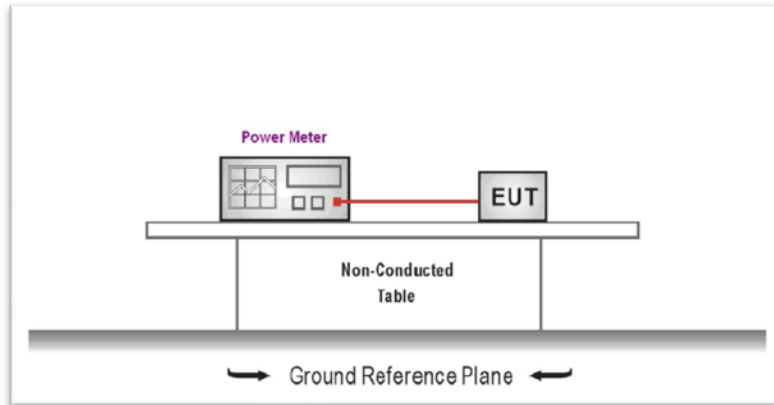 Power Meter
EUT
Non-Conducted
Table
Ground Reference Plane